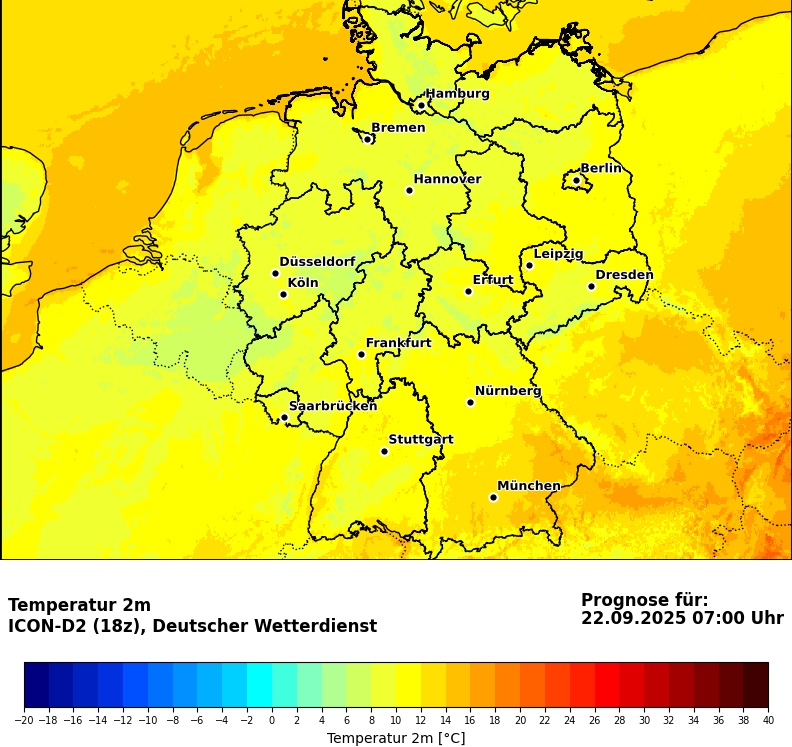 Hamburg
Bremen
Berlin
Hannover
Leipzig
Düsseldorf
Dresden
Köln
Erfurt
Frankfurt
Nürnberg
Saarbrücken
Stuttgart
München
Temperatur 2m
ICON-D2 (18z), Deutscher Wetterdienst
Prognose für:
22.09.2025 07:00 Uhr
−20 −18 −16 −14 −12 −10 −8 −6 −4 −2 0 2 4 6 8 10 12 14 16 18 20 22 24 26 28 30 32 34 36 38 40
Temperatur 2m [°C]